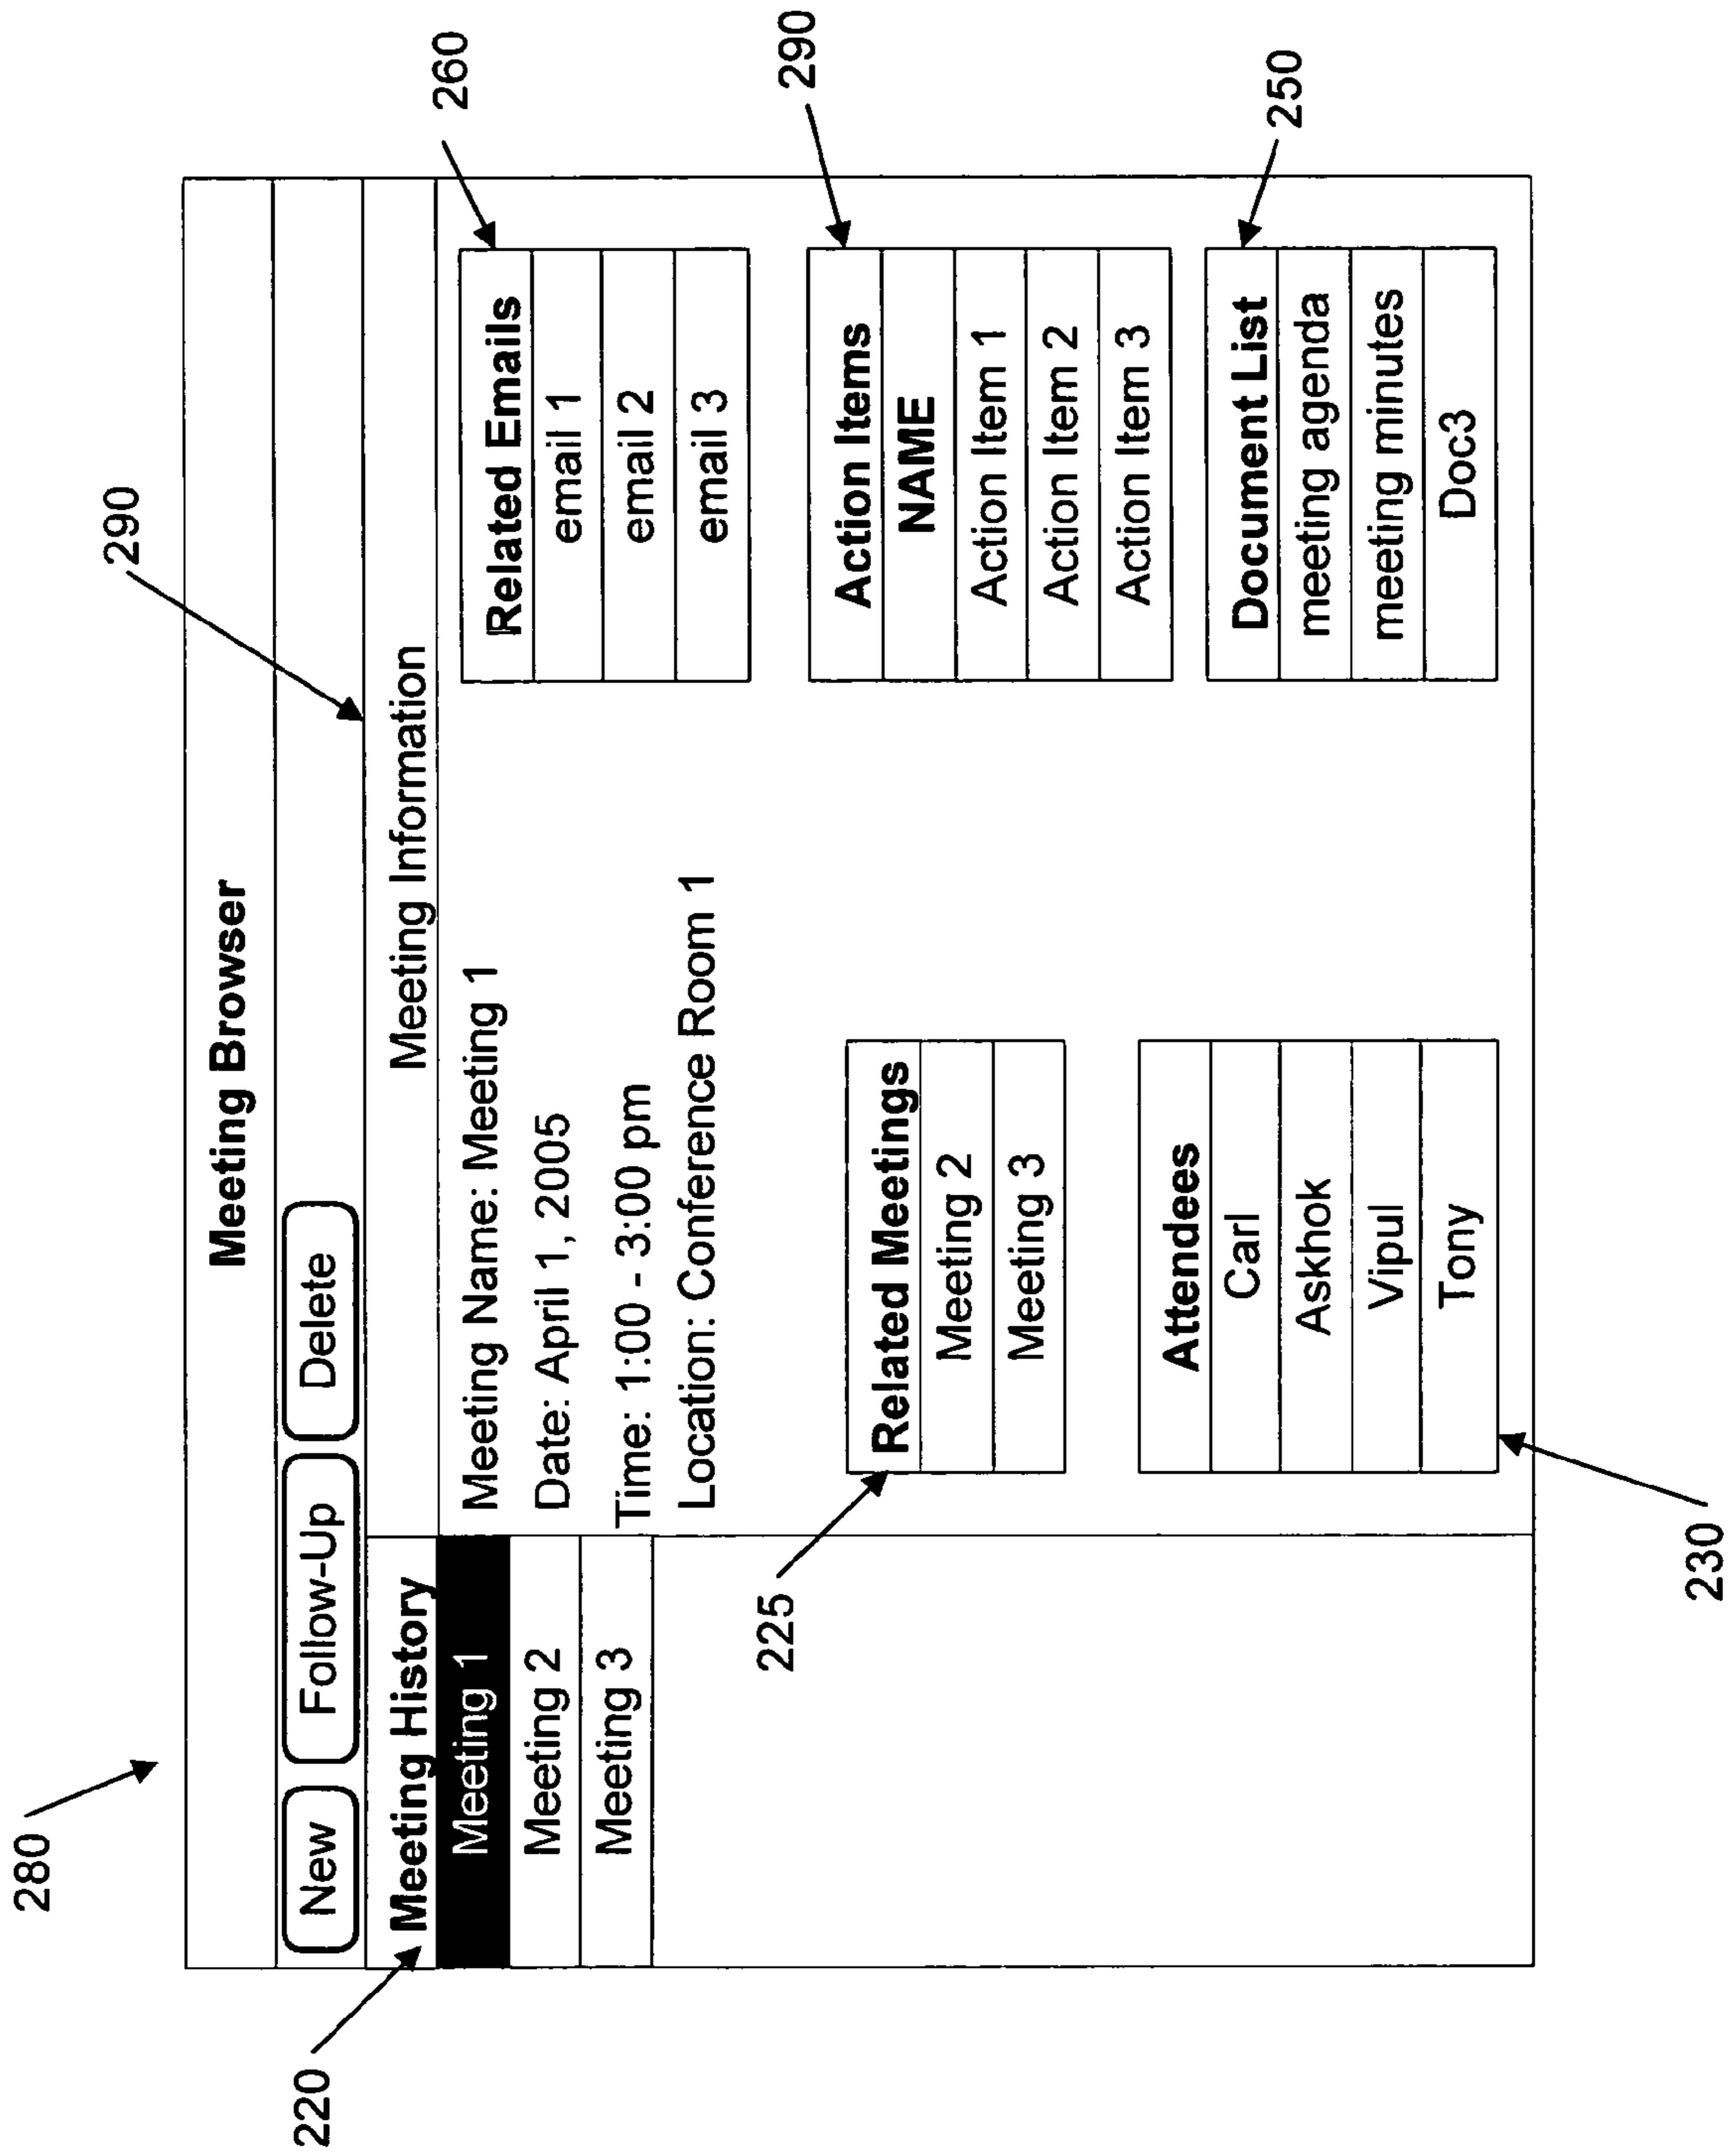 280
Meeting Browser
290
New Follow-Up Delete
220
Meeting History
Meeting 1
Meeting 2
Meeting 3
Meeting Information
Meeting Name: Meeting 1
Date: April 1, 2005
Time: 1:00 - 3:00 pm
Location: Conference Room 1
225
Related Meetings
Meeting 2
Meeting 3
Attendees
Carl
Askhok
Vipul
Tony
230
260
Related Emails
email 1
email 2
email 3
290
Action Items
NAME
Action Item 1
Action Item 2
Action Item 3
250
Document List
meeting agenda
meeting minutes
Doc3